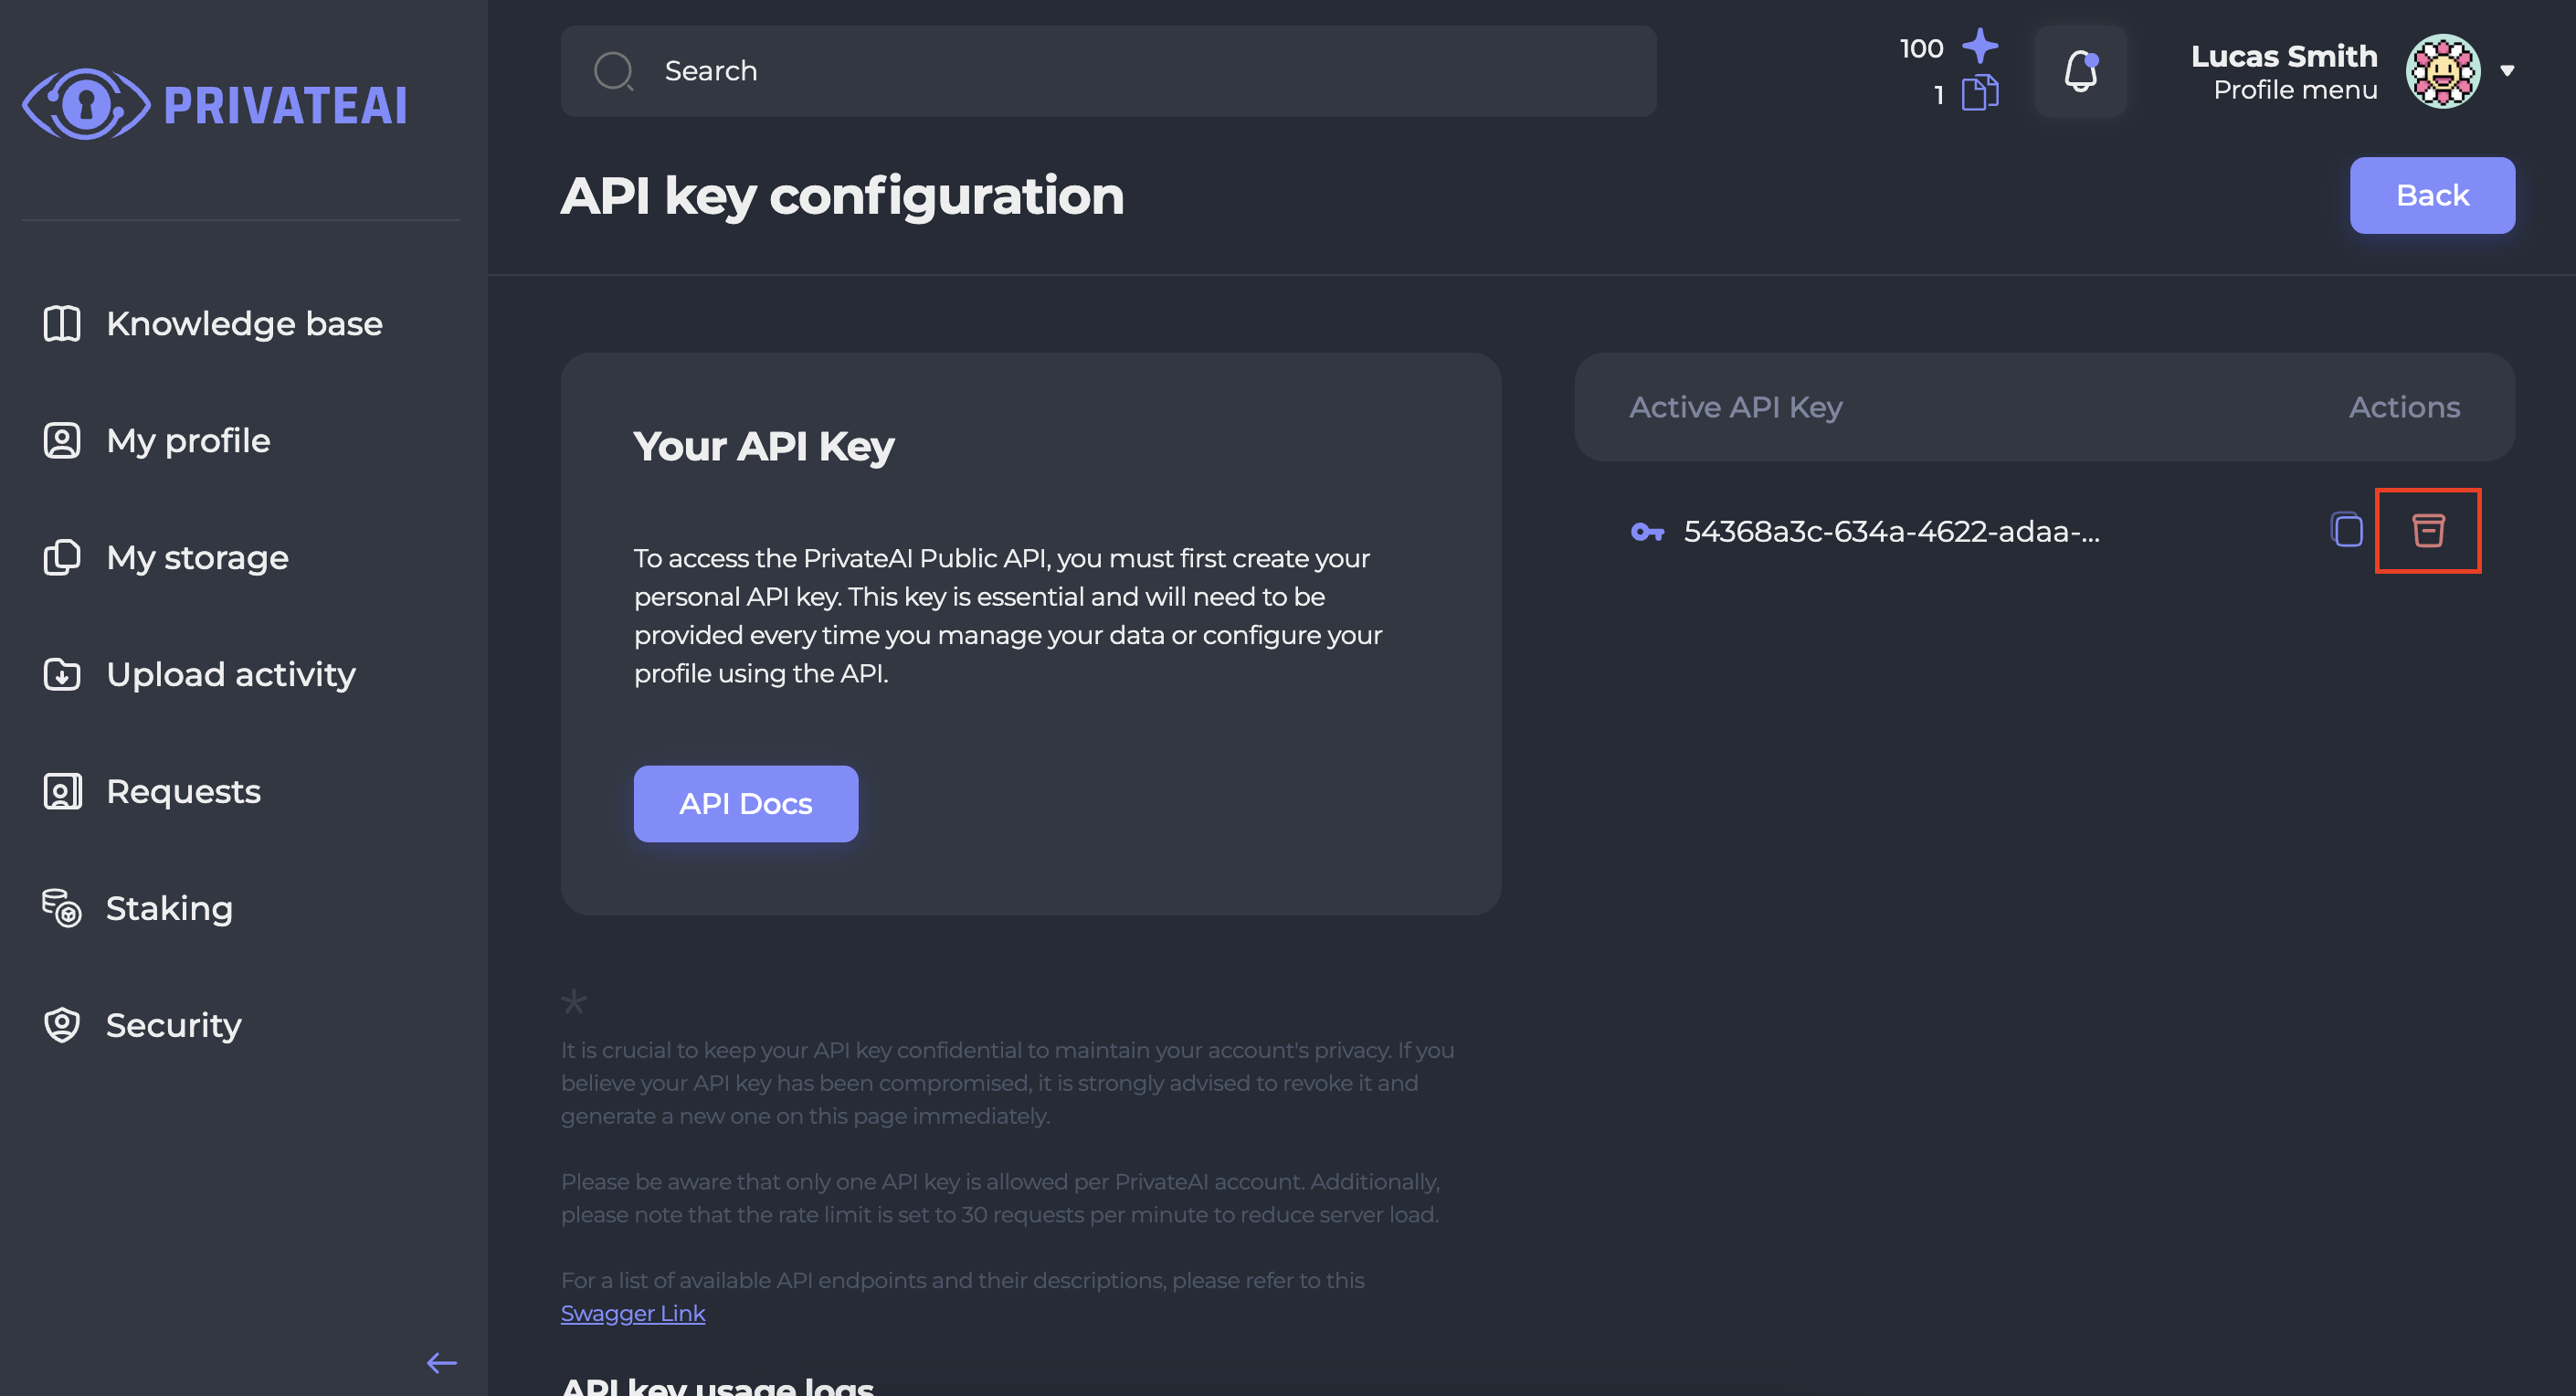 PRIVATEAI
Knowledge base
My profile
My storage
Upload activity
Requests
Staking
Security
Search
100
1
Lucas Smith
Profile menu
API key configuration
Back
Your API Key
To access the PrivateAI Public API, you must first create your
personal API key. This key is essential and will need to be
provided every time you manage your data or configure your
profile using the API.
API Docs
Active API Key Actions
54368a3c-634a-4622-adaa-...
*
It is crucial to keep your API key confidential to maintain your account's privacy. If you
believe your API key has been compromised, it is strongly advised to revoke it and
generate a new one on this page immediately.
Please be aware that only one API key is allowed per PrivateAI account. Additionally,
please note that the rate limit is set to 30 requests per minute to reduce server load.
For a list of available API endpoints and their descriptions, please refer to this
Swagger Link
API key usage logs